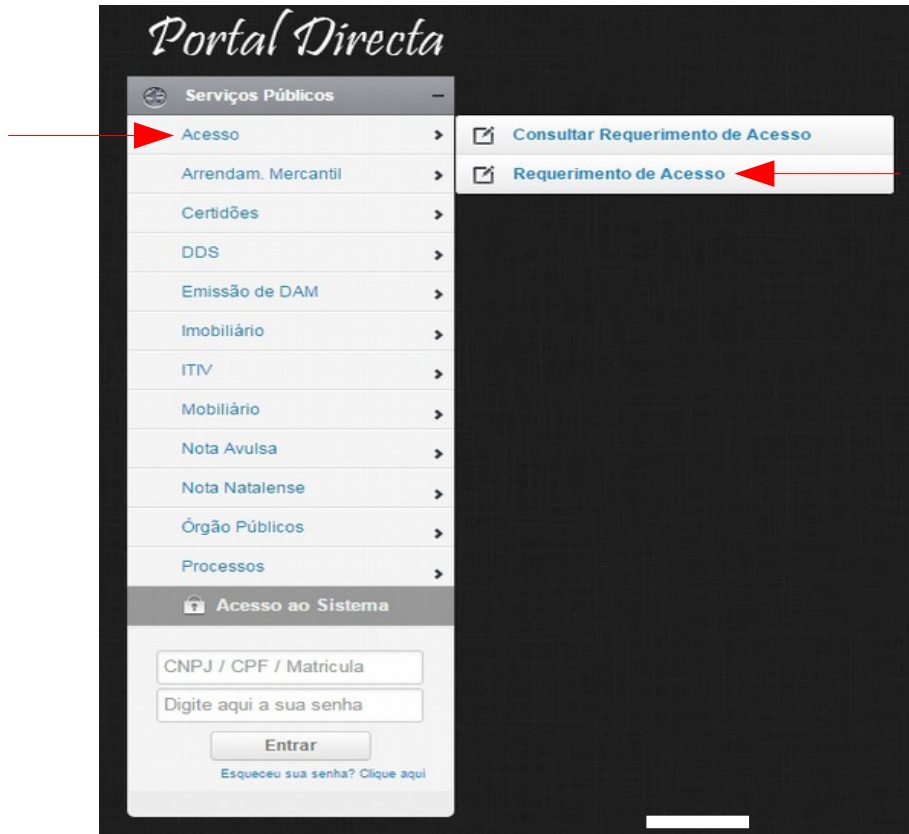 Portal Directa
Serviços Públicos
Acesso
Consultar Requerimento de Acesso
Requerimento de Acesso
Arrendam. Mercantil
Certidões
DDS
Emissão de DAM
Imobiliário
ITIV
Mobiliário
Nota Avulsa
Nota Natalense
Órgão Públicos
Processos
Acesso ao Sistema
CNPJ / CPF / Matricula
Digite aqui a sua senha
Entrar
Esqueceu sua senha? Clique aqui